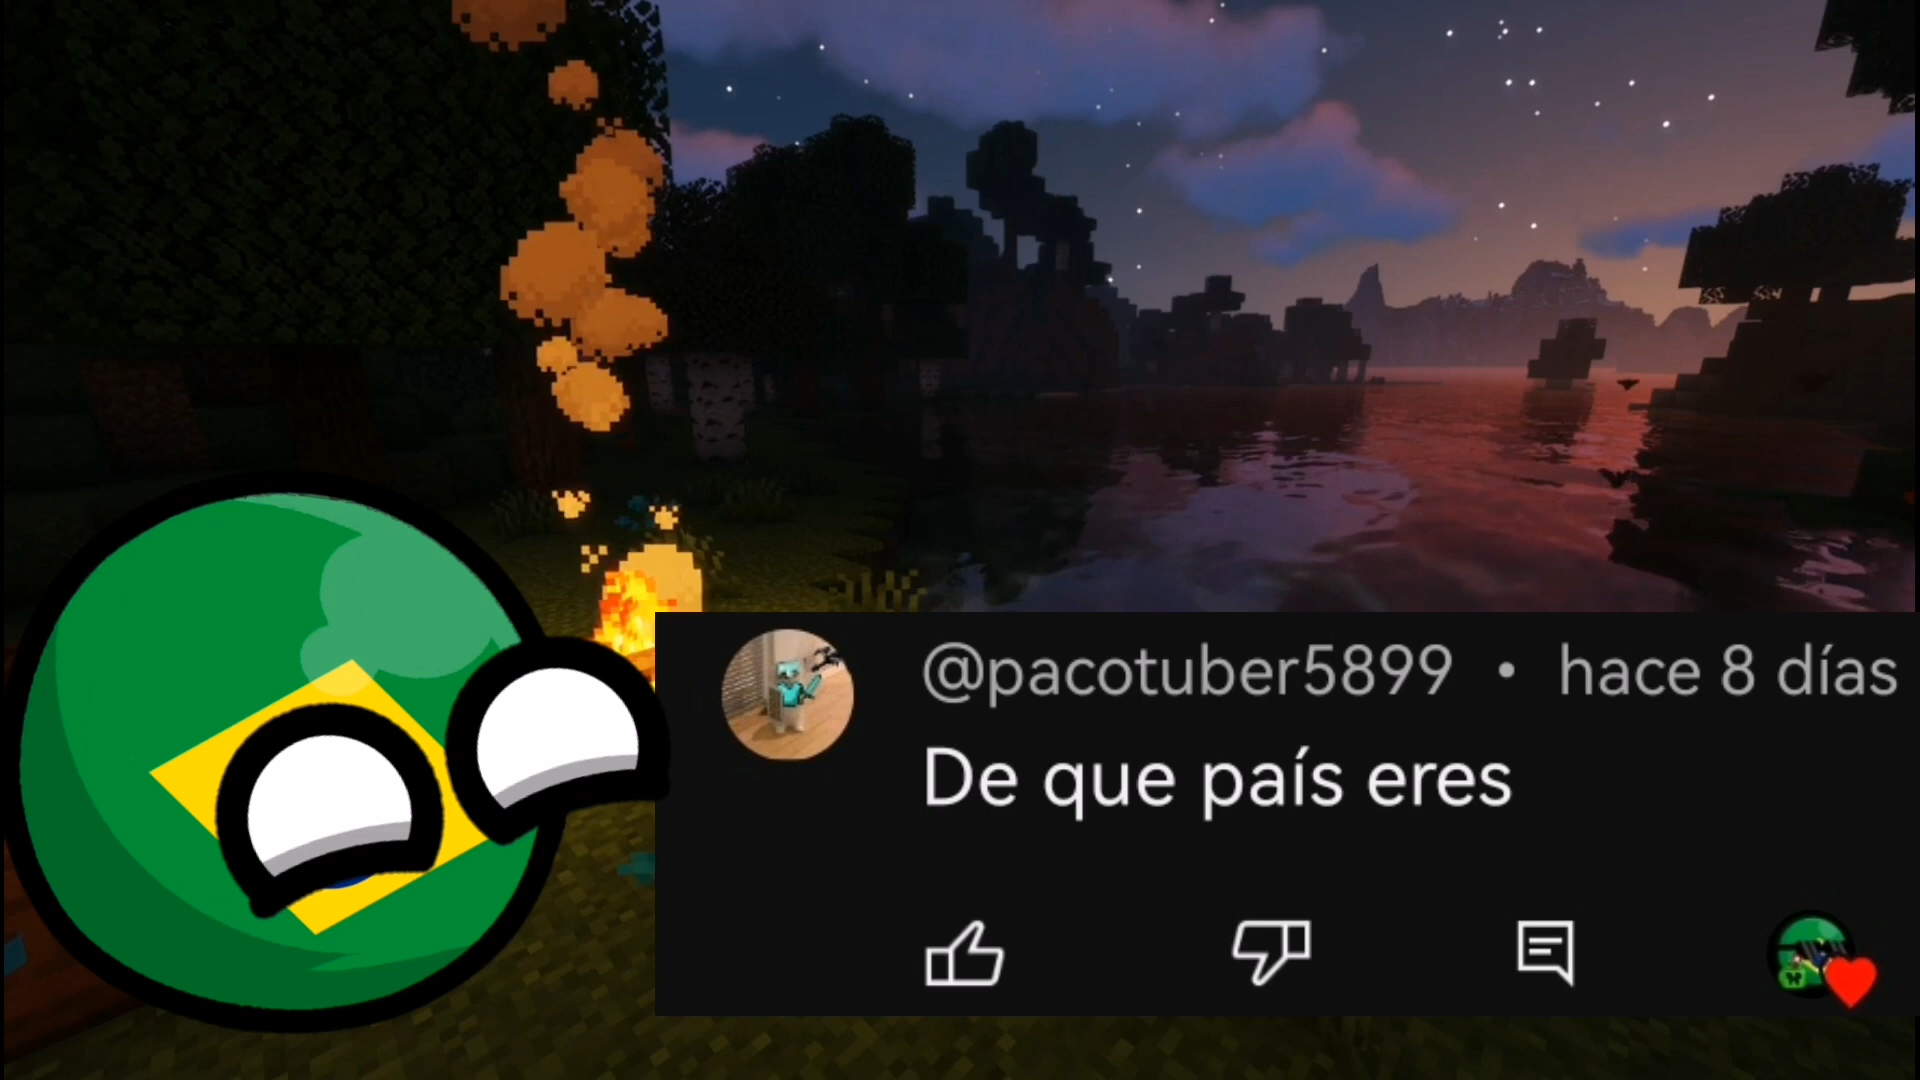 @pacotuber5899 • hace 8 días
De que país eres